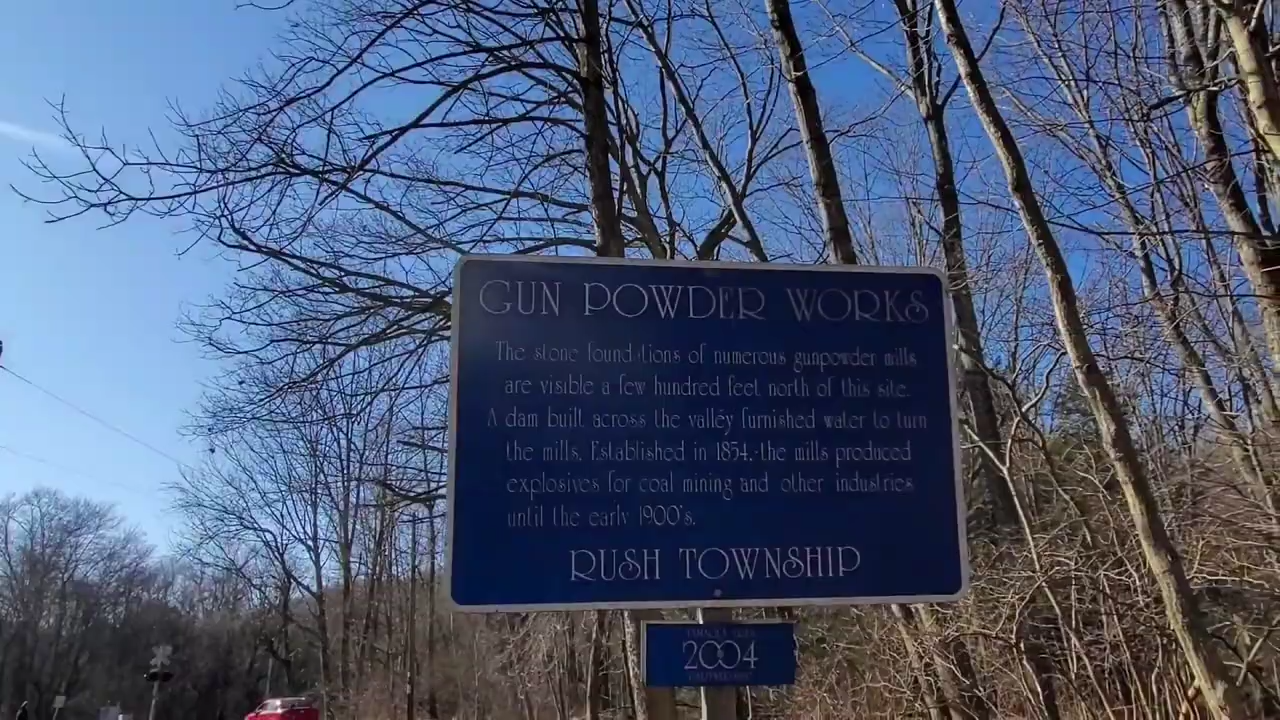 GUN POWDER WORKS
The stone foundations of numerous gunpowder mills
are visible a few hundred feet north of this site.
A dam built across the valley furnished water to turn
the mills. Established in 1854, the mills produced
explosives for coal mining and other industries
until the early 1900's.
RUSH TOWNSHIP
2004